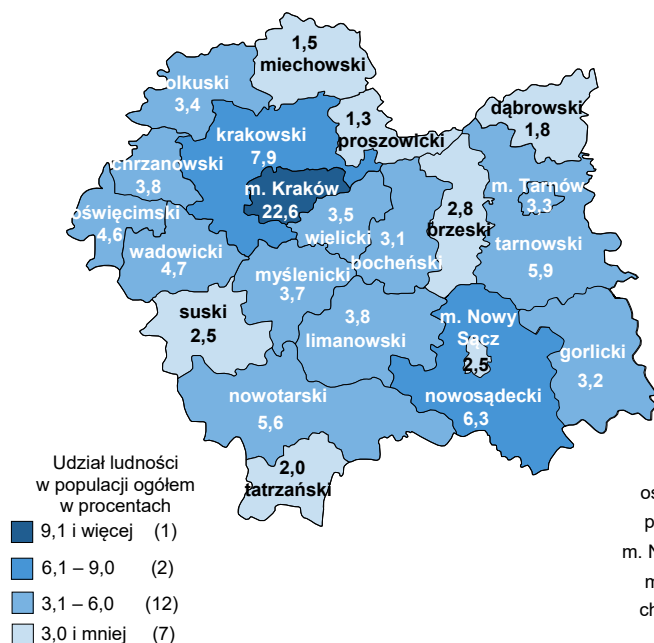 1,5
miechowski
olkuski
3,4
dąbrowski
1,8
1,3
proszowicki
krakowski
7,9
chrzanowski
3,8
m. Kraków
22,6
m. Tarnów
3,3
oświęcimski
4,6
3,5
wielicki
2,8
brzeski
3,1
bocheński
wadowicki
4,7
tarnowski
5,9
myślenicki
3,7
suski
2,5
3,8
limanowski
m. Nowy
Sącz
2,5
gorlicki
3,2
nowotarski
5,6
nowosądecki
6,3
2,0
tatrzański
Udział ludności
w populacji ogółem
w procentach
9,1 i więcej (1)
6,1 – 9,0 (2)
3,1 – 6,0 (12)
3,0 i mniej (7)
oś
p
m. N
m
ch